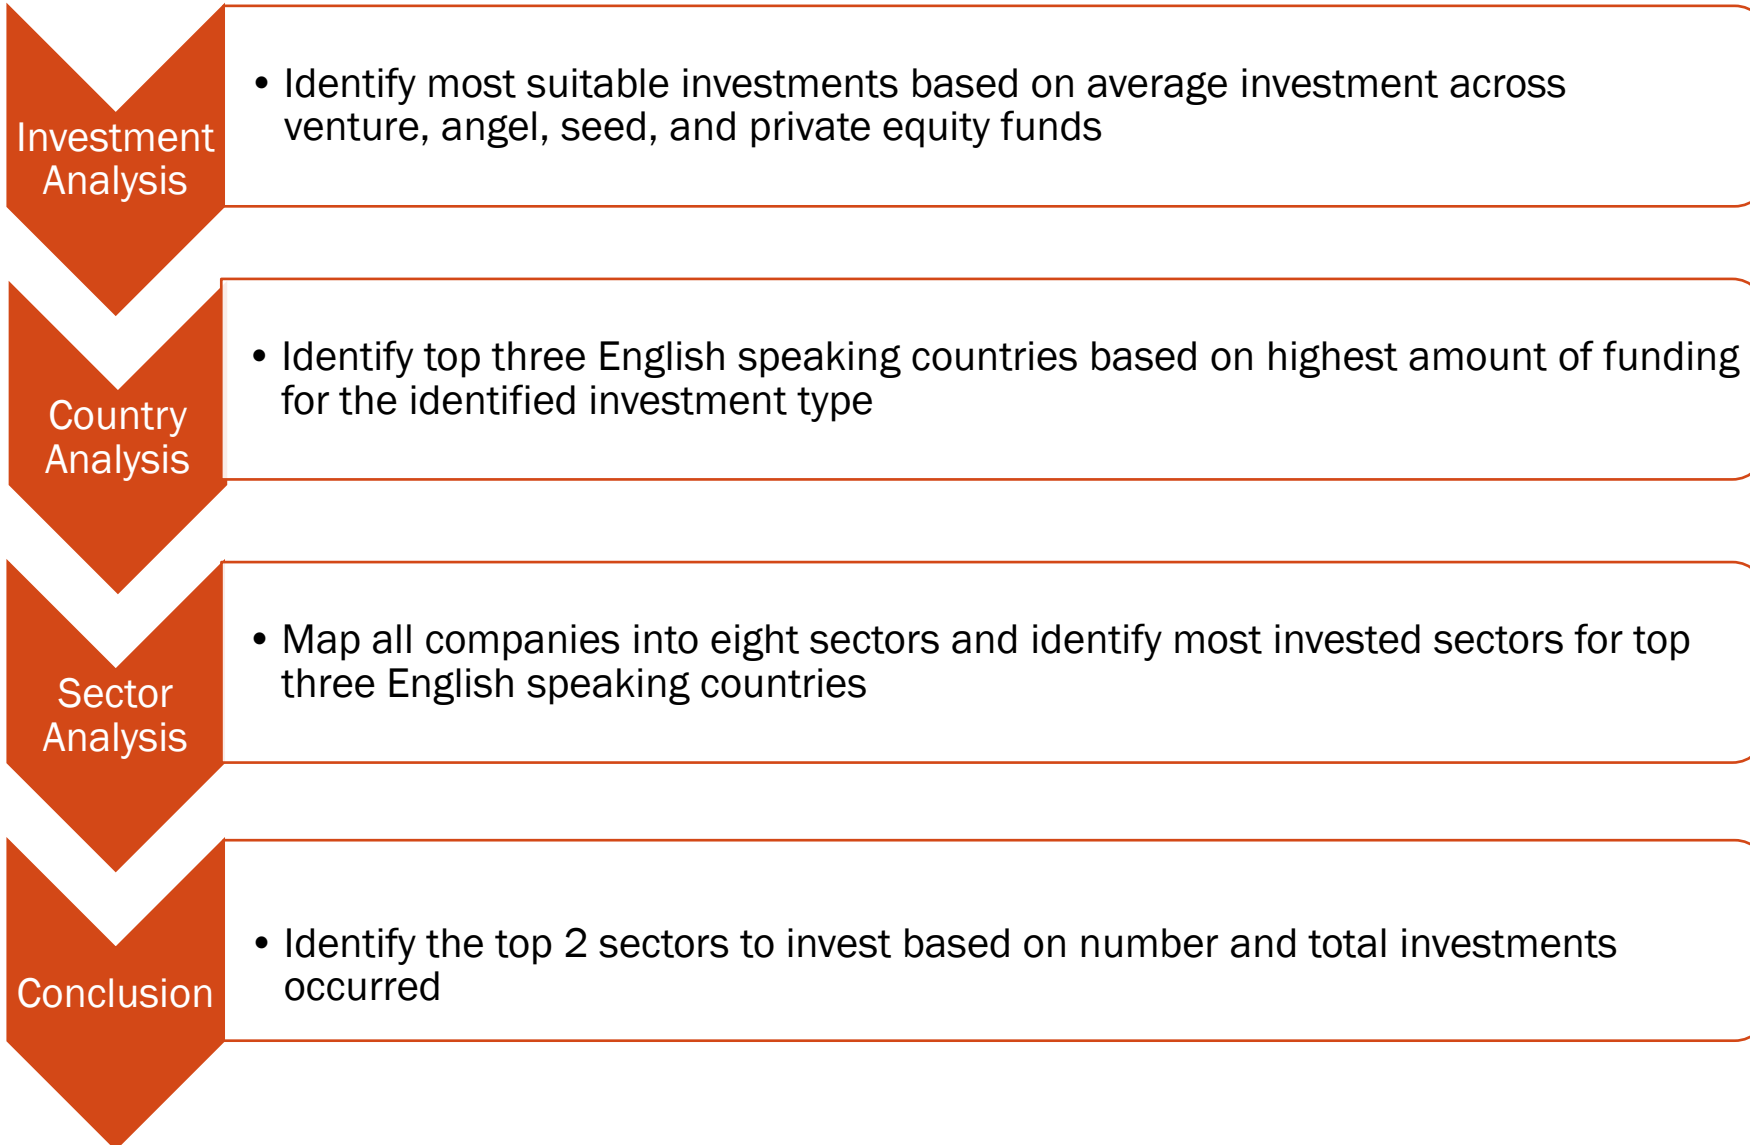 Investment
Analysis
• Identify most suitable investments based on average investment across
venture, angel, seed, and private equity funds
Country
Analysis
• Identify top three English speaking countries based on highest amount of funding
for the identified investment type
Sector
Analysis
• Map all companies into eight sectors and identify most invested sectors for top
three English speaking countries
Conclusion
• Identify the top 2 sectors to invest based on number and total investments
occurred